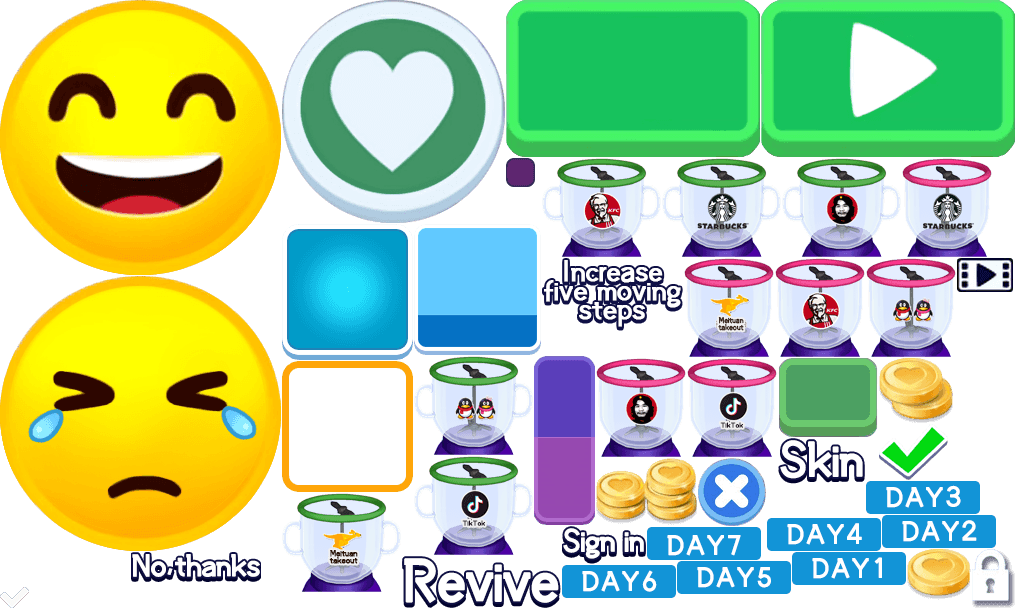 KFC
STARBUCKS
STARBUCKS
Increase
five moving
steps
Meituan
takeout
KFC
TikTok
Skin
TikTok
DAY3
Meituan
takeout
Sign in
DAY7
DAY4
DAY2
No,thanks
Revive
DAY6
DAY5
DAY1